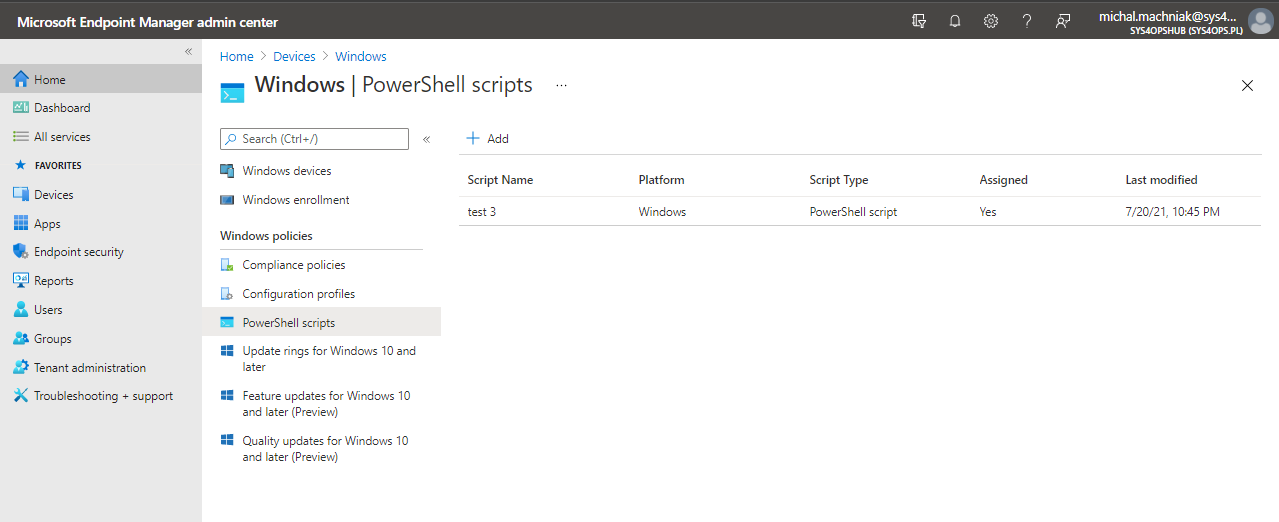 Microsoft Endpoint Manager admin center
michal.machniak@sys4...
SYS4OPSHUB (SYS4OPS.PL)
«
Home
Dashboard
All services
FAVORITES
Devices
Apps
Endpoint security
Reports
Users
Groups
Tenant administration
Troubleshooting + support
Home > Devices > Windows
Windows | PowerShell scripts ...
Search (Ctrl+/)
«
Windows devices
Windows enrollment
Windows policies
Compliance policies
Configuration profiles
PowerShell scripts
Update rings for Windows 10 and
later
Feature updates for Windows 10
and later (Preview)
Quality updates for Windows 10
and later (Preview)
+ Add
Script Name Platform Script Type Assigned Last modified
test 3 Windows PowerShell script Yes 7/20/21, 10:45 PM